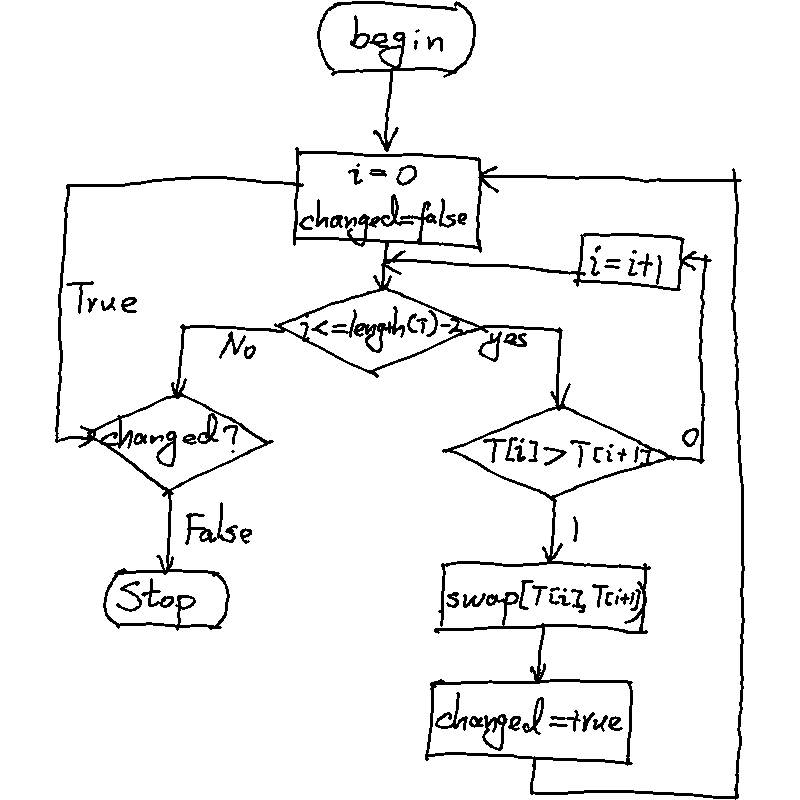 begin
i = 0
changed=false
i = i+1
True
i<=length(T)-2
No
yes
changed?
T[i]>T[i+1]
0
False
1
Stop
swap[T[i],T[i+1])
changed=true